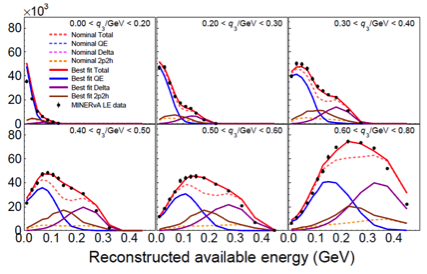 ×10³
0.00 < q₃/GeV < 0.20
0.20 < q₃/GeV < 0.30
0.30 < q₃/GeV < 0.40
80
60
40
20
0
Nominal Total
Nominal QE
Nominal Delta
Nominal 2p2h
Best fit Total
Best fit QE
Best fit Delta
Best fit 2p2h
MINERvA LE data
0.40 < q₃/GeV < 0.50
0.50 < q₃/GeV < 0.60
0.60 < q₃/GeV < 0.80
80
60
40
20
0
0.0 0.1 0.2 0.3 0.4
0.0 0.1 0.2 0.3 0.4
0.0 0.1 0.2 0.3 0.4
Reconstructed available energy (GeV)